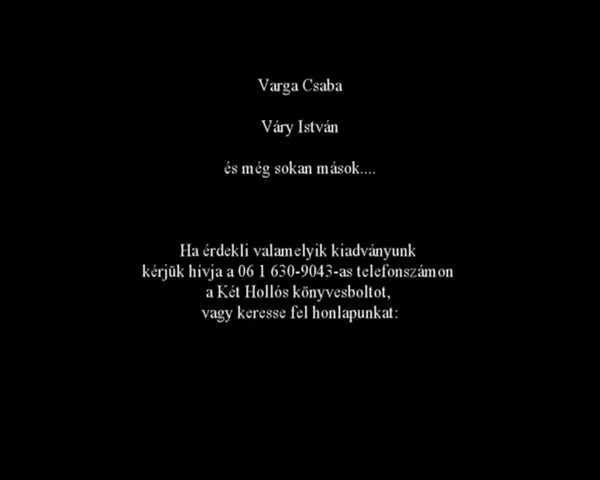 Varga Csaba
Váry István
és még sokan mások....
Ha érdekli valamelyik kiadványunk
kérjük hívja a 06 1 630-9043-as telefonszámon
a Két Hollós könyvesboltot,
vagy keresse fel honlapunkat: